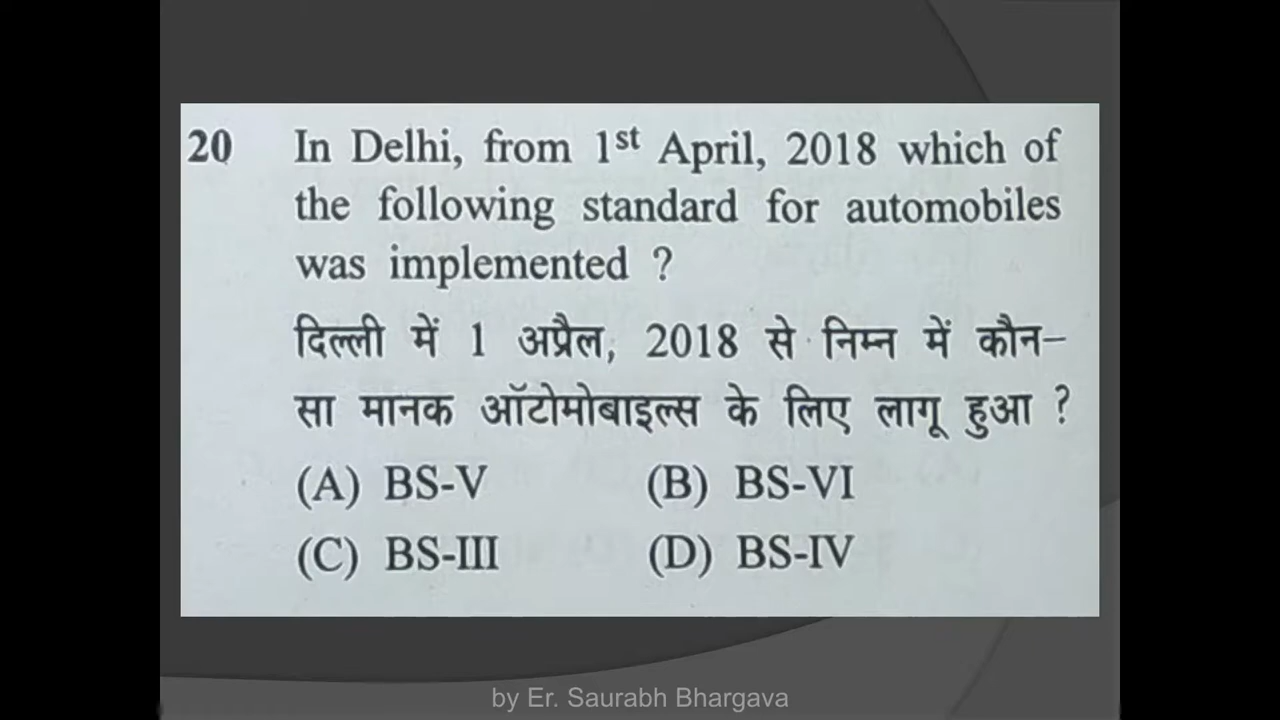 20 In Delhi, from 1st April, 2018 which of
the following standard for automobiles
was implemented ?
दिल्ली में 1 अप्रैल, 2018 से निम्न में कौन–
सा मानक ऑटोमोबाइल्स के लिए लागू हुआ ?
(A) BS-V (B) BS-VI
(C) BS-III (D) BS-IV
by Er. Saurabh Bhargava